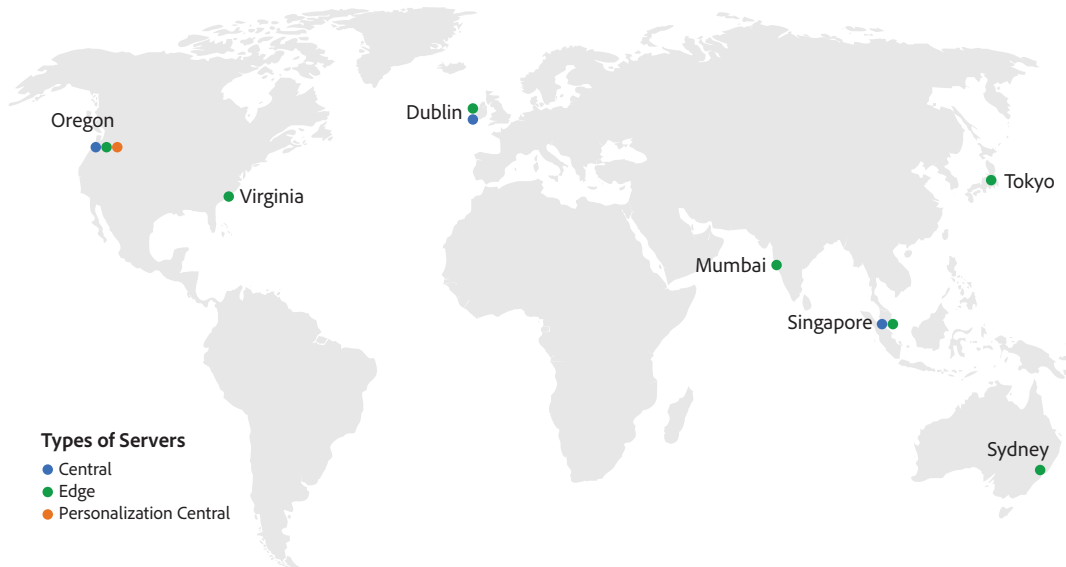 Dublin
Oregon
Virginia
Tokyo
Mumbai
Singapore
Sydney
Types of Servers
Central
Edge
Personalization Central